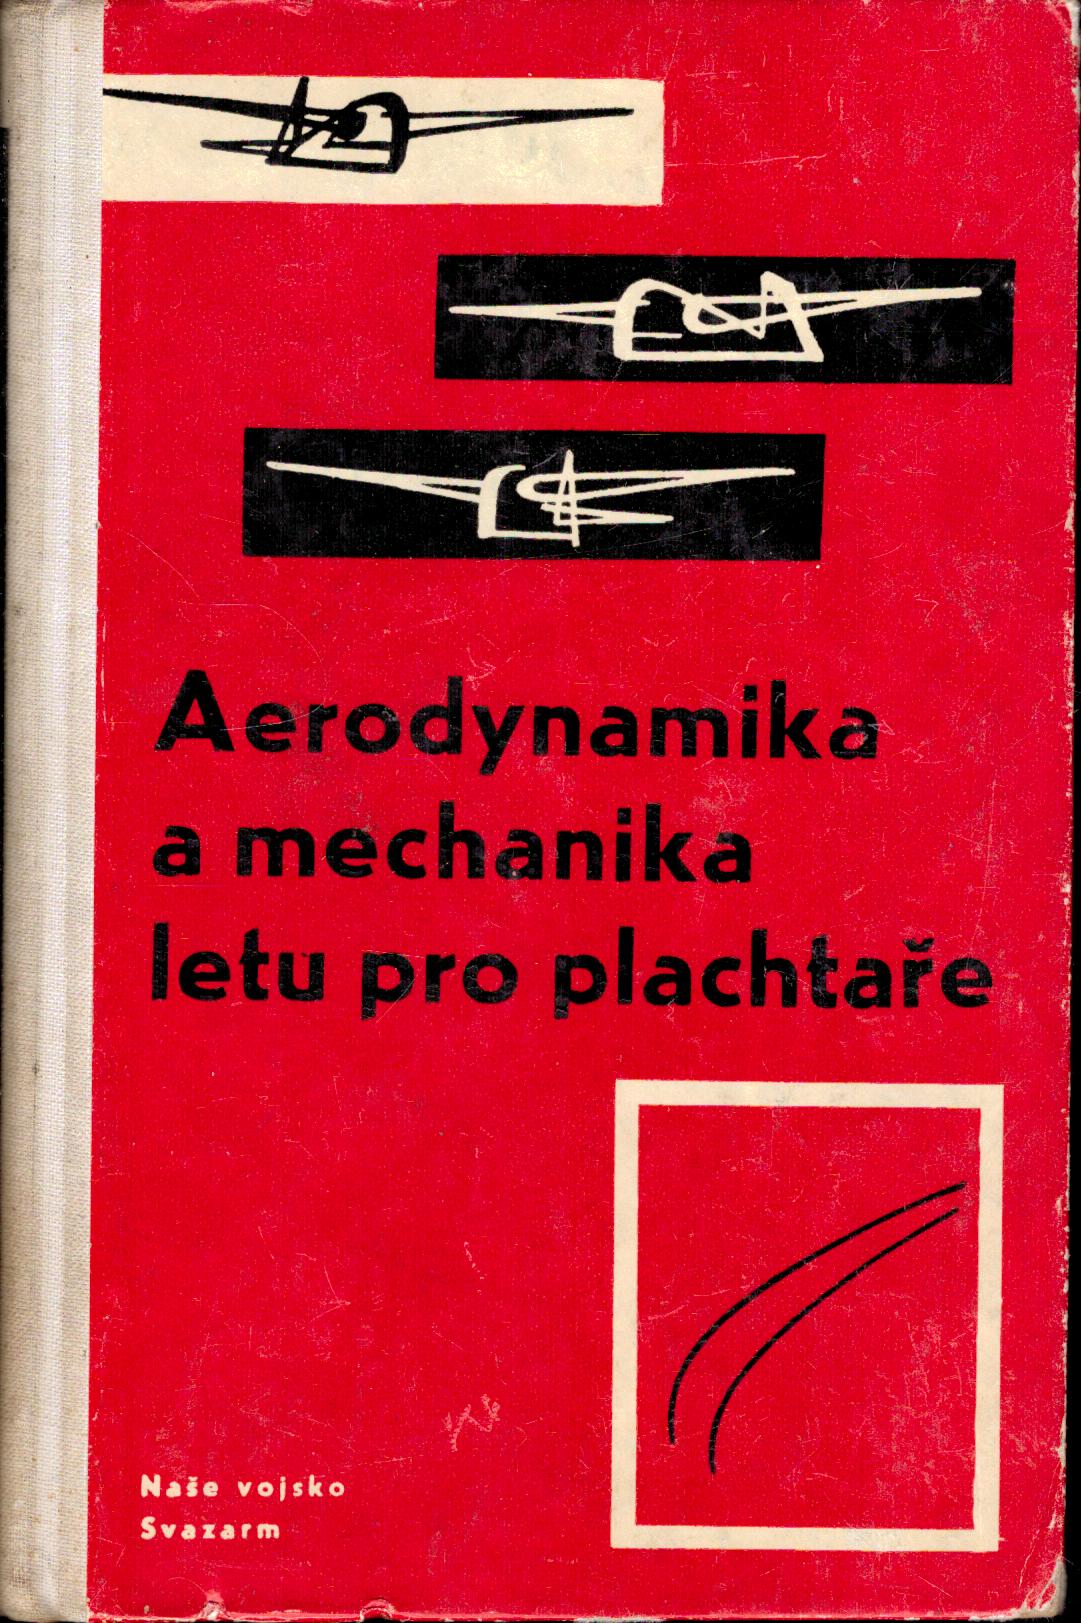 Aerodynamika
a mechanika
letu pro plachtaře
Naše vojsko
Svazarm